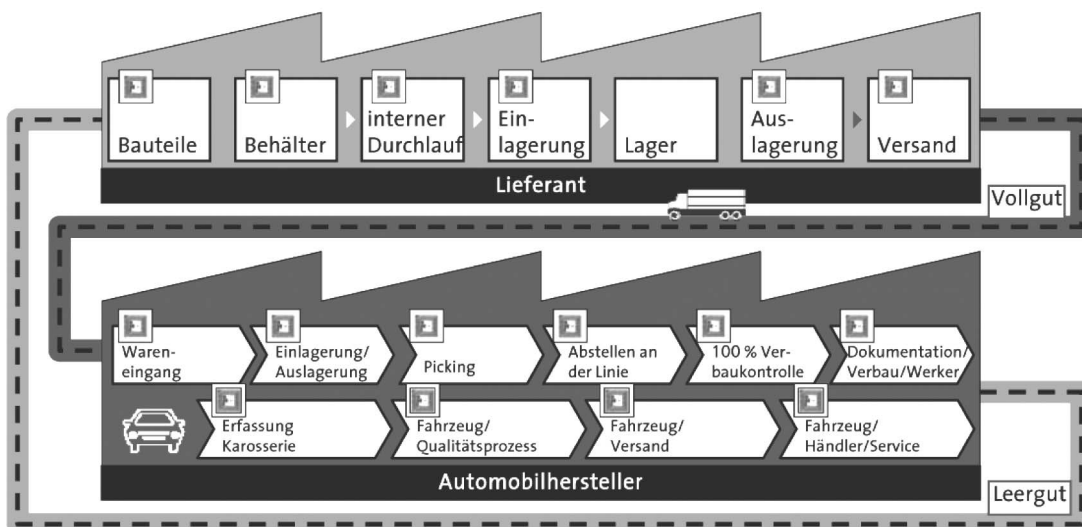 Bauteile
Behälter
interner
Durchlauf
Ein-
lagerung
Lager
Aus-
lagerung
Versand
Lieferant
Vollgut
Waren-
eingang
Einlagerung/
Auslagerung
Picking
Abstellen an
der Linie
100 % Ver-
baukontrolle
Dokumentation/
Verbau/Werker
Erfassung
Karosserie
Fahrzeug/
Qualitätsprozess
Fahrzeug/
Versand
Fahrzeug/
Händler/Service
Automobilhersteller
Leergut